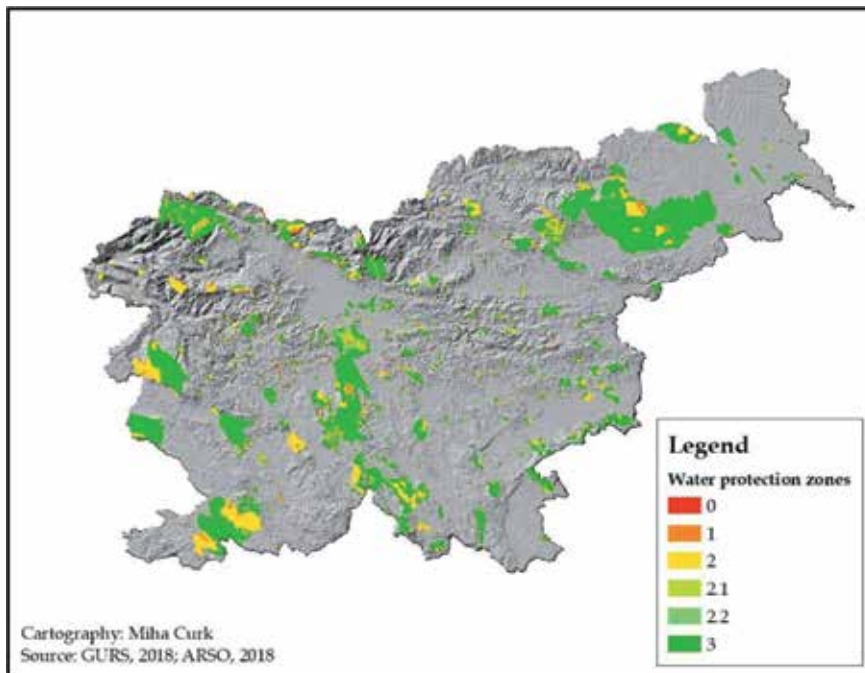 Legend
Water protection zones
0
1
2
2.1
2.2
3
Cartography: Miha Curk
Source: GURS, 2018; ARSO, 2018